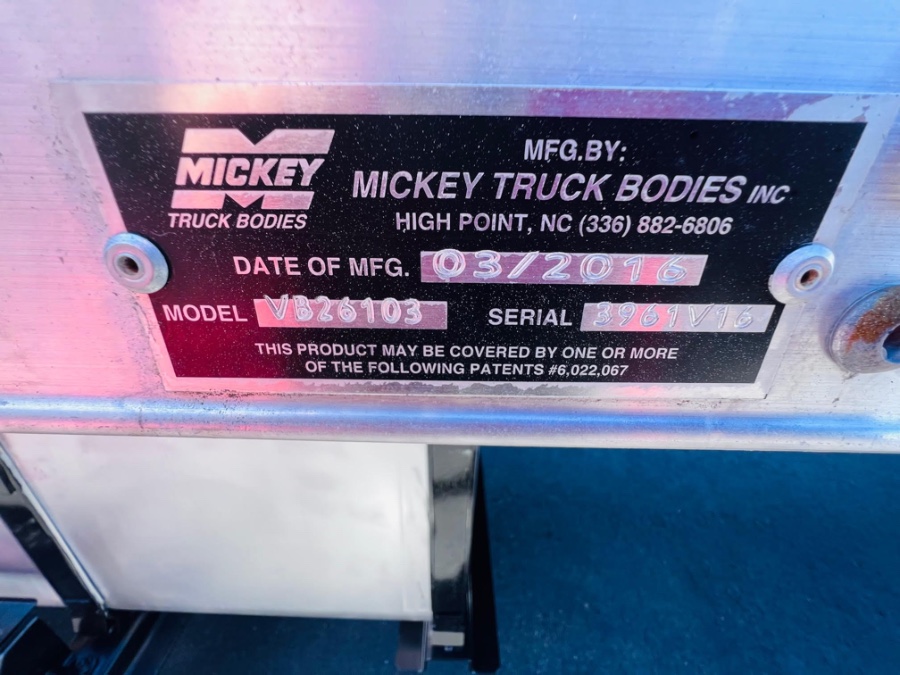 MICKEY
TRUCK BODIES
MFG.BY:
MICKEY TRUCK BODIES INC
HIGH POINT, NC (336) 882-6806
DATE OF MFG. 03/2016
MODEL VB26103 SERIAL 3961V16
THIS PRODUCT MAY BE COVERED BY ONE OR MORE
OF THE FOLLOWING PATENTS #6,022,067